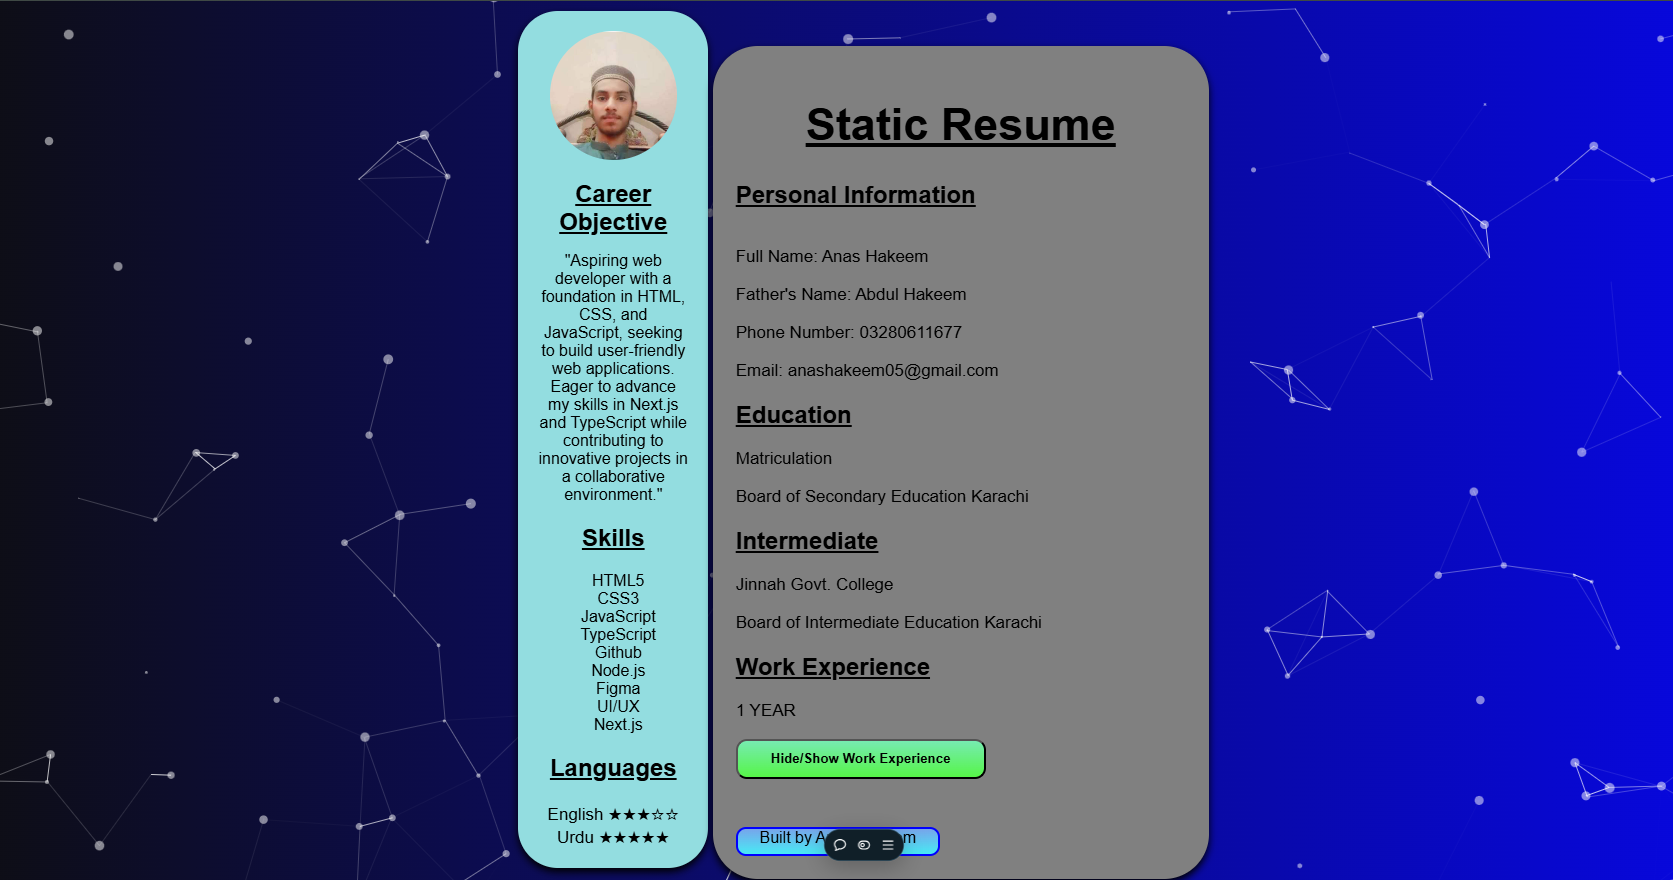 Career
Objective
"Aspiring web
developer with a
foundation in HTML,
CSS, and
JavaScript, seeking
to build user-friendly
web applications.
Eager to advance
my skills in Next.js
and TypeScript while
contributing to
innovative projects in
a collaborative
environment."
Skills
HTML5
CSS3
JavaScript
TypeScript
Github
Node.js
Figma
UI/UX
Next.js
Languages
English ★★★☆☆
Urdu ★★★★★
Static Resume
Personal Information
Full Name: Anas Hakeem
Father's Name: Abdul Hakeem
Phone Number: 03280611677
Email: anashakeem05@gmail.com
Education
Matriculation
Board of Secondary Education Karachi
Intermediate
Jinnah Govt. College
Board of Intermediate Education Karachi
Work Experience
1 YEAR
Hide/Show Work Experience
Built by